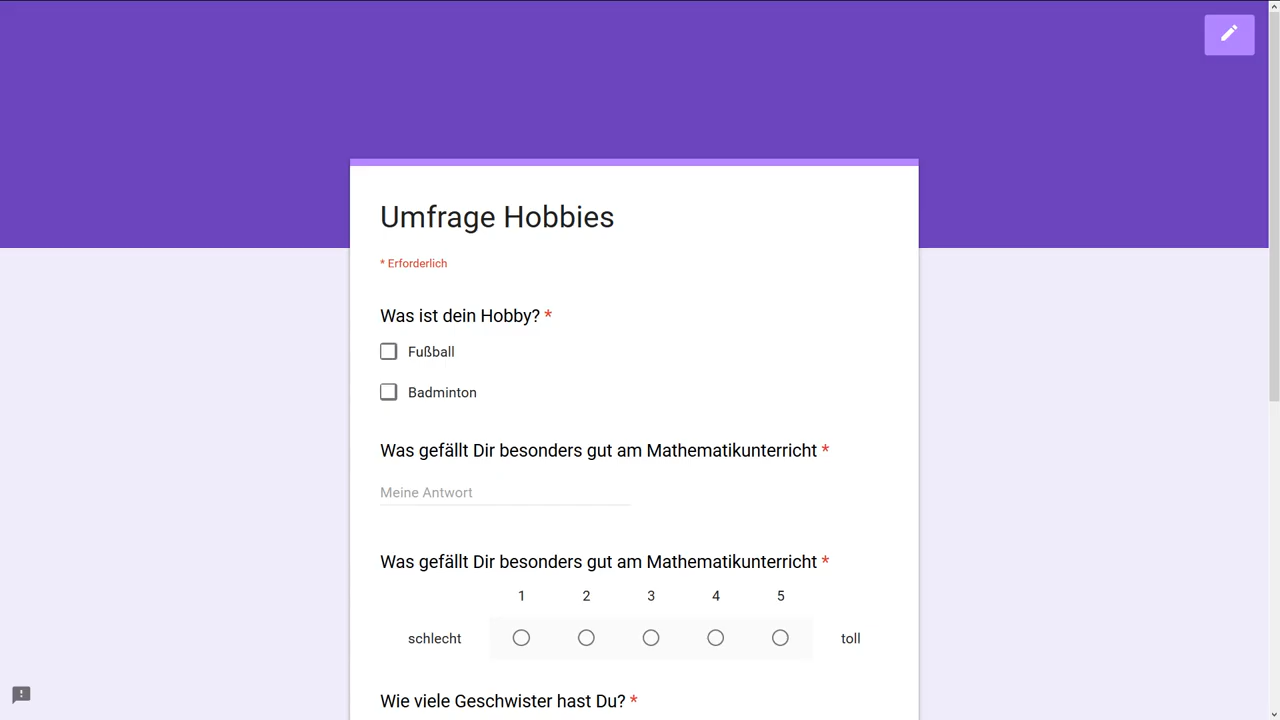 Umfrage Hobbies
* Erforderlich
Was ist dein Hobby? *
Fußball
Badminton
Was gefällt Dir besonders gut am Mathematikunterricht *
Meine Antwort
Was gefällt Dir besonders gut am Mathematikunterricht *
1 2 3 4 5
schlecht toll
Wie viele Geschwister hast Du? *